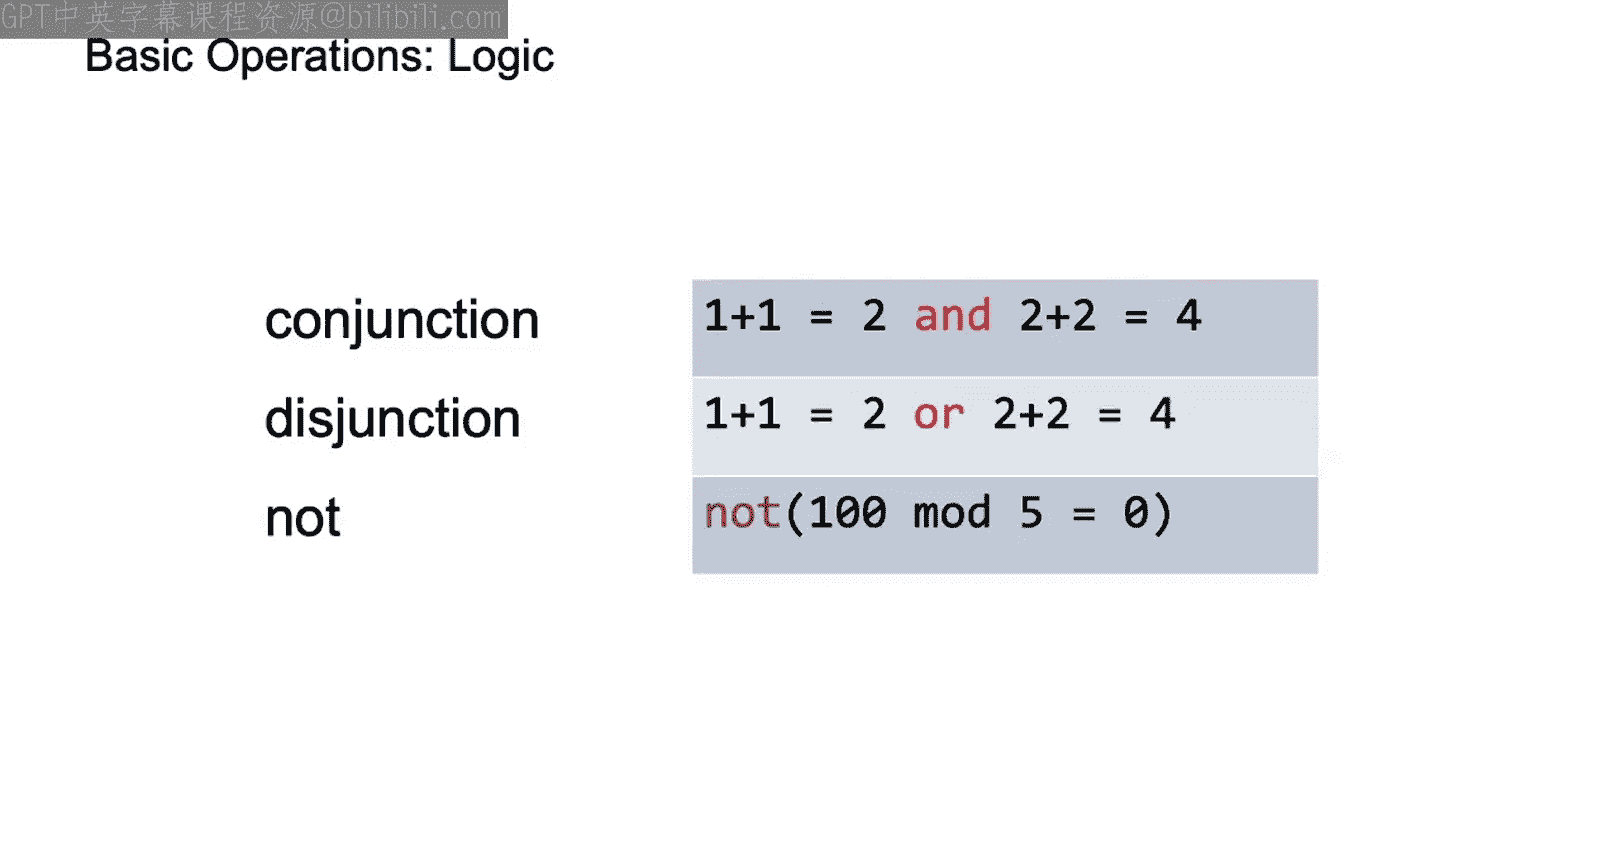 GPT中英字幕课程资源@bilibili.com
Basic Operations: Logic
conjunction 1+1 = 2 and 2+2 = 4
disjunction 1+1 = 2 or 2+2 = 4
not not(100 mod 5 = 0)